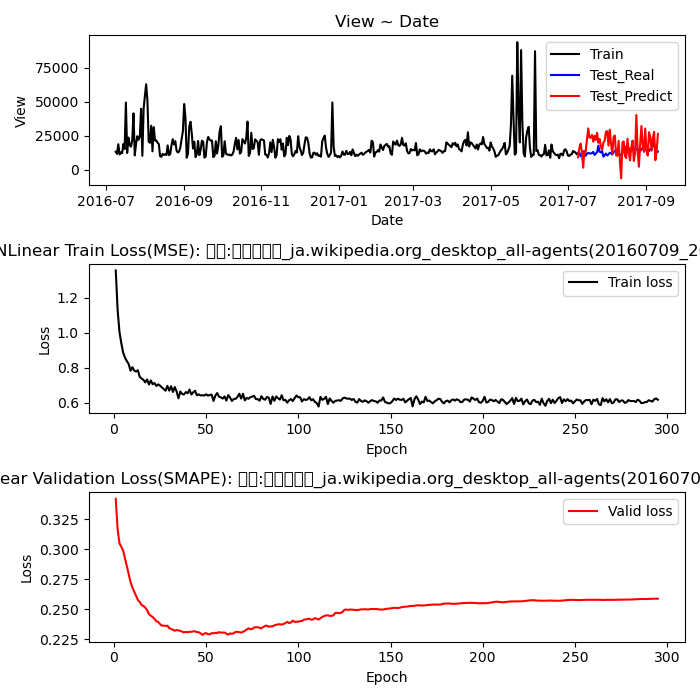 View ~ Date
75000
50000
25000
0
View
Train
Test_Real
Test_Predict
2016-07
2016-09
2016-11
2017-01
2017-03
2017-05
2017-07
2017-09
Date
NLinear Train Loss(MSE): :_ja.wikipedia.org_desktop_all-agents(20160709_2
1.2
1.0
0.8
0.6
Loss
Train loss
0
50
100
150
200
250
300
Epoch
ear Validation Loss(SMAPE): :_ja.wikipedia.org_desktop_all-agents(2016070
0.325
0.300
0.275
0.250
0.225
Loss
Valid loss
0
50
100
150
200
250
300
Epoch